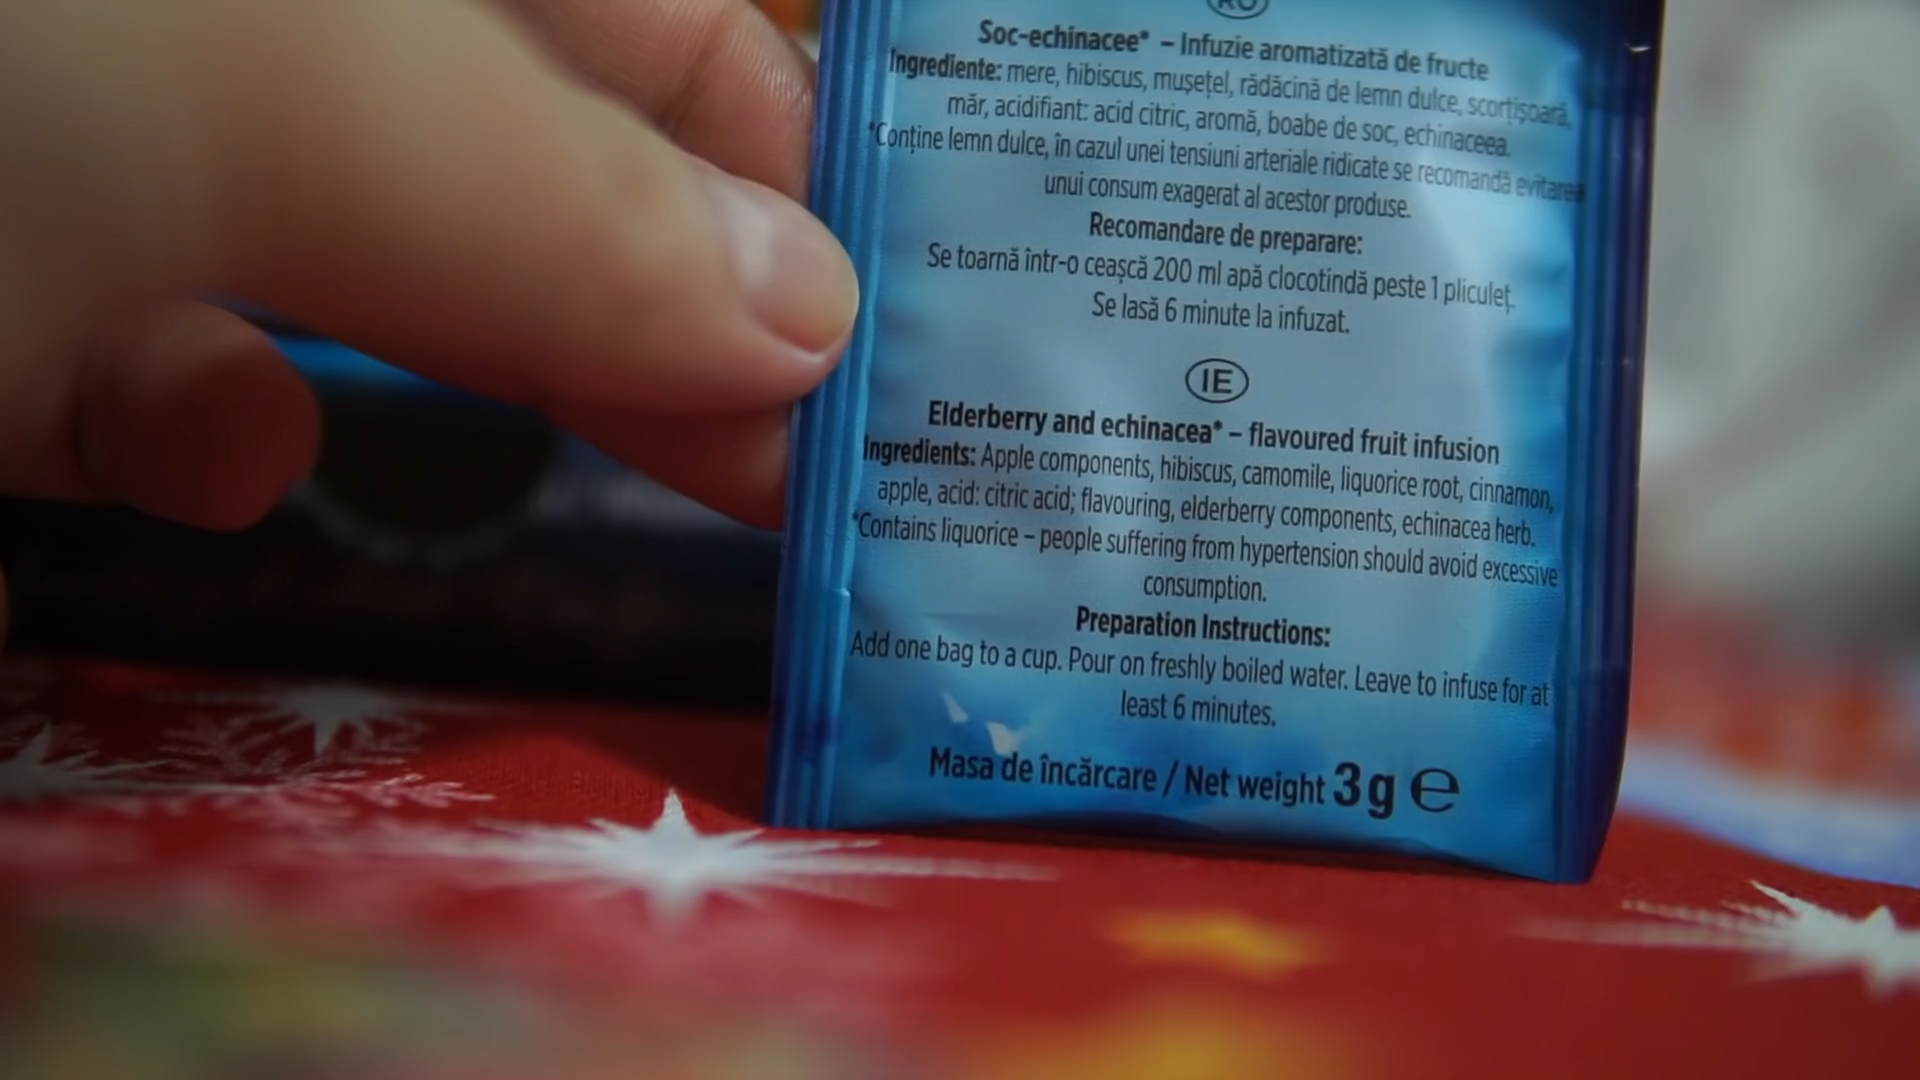 RO
Soc-echinacee* – Infuzie aromatizată de fructe
Ingrediente: mere, hibiscus, mușețel, rădăcină de lemn dulce, scorțișoară,
măr, acidifiant: acid citric, aromă, boabe de soc, echinaceea.
*Conține lemn dulce, în cazul unei tensiuni arteriale ridicate se recomandă evitarea
unui consum exagerat al acestor produse.
Recomandare de preparare:
Se toarnă într-o ceașcă 200 ml apă clocotindă peste 1 pliculeț.
Se lasă 6 minute la infuzat.
IE
Elderberry and echinacea* – flavoured fruit infusion
Ingredients: Apple components, hibiscus, camomile, liquorice root, cinnamon,
apple, acid: citric acid; flavouring, elderberry components, echinacea herb.
*Contains liquorice – people suffering from hypertension should avoid excessive
consumption.
Preparation Instructions:
Add one bag to a cup. Pour on freshly boiled water. Leave to infuse for at
least 6 minutes.
Masa de încărcare / Net weight 3 g ℮